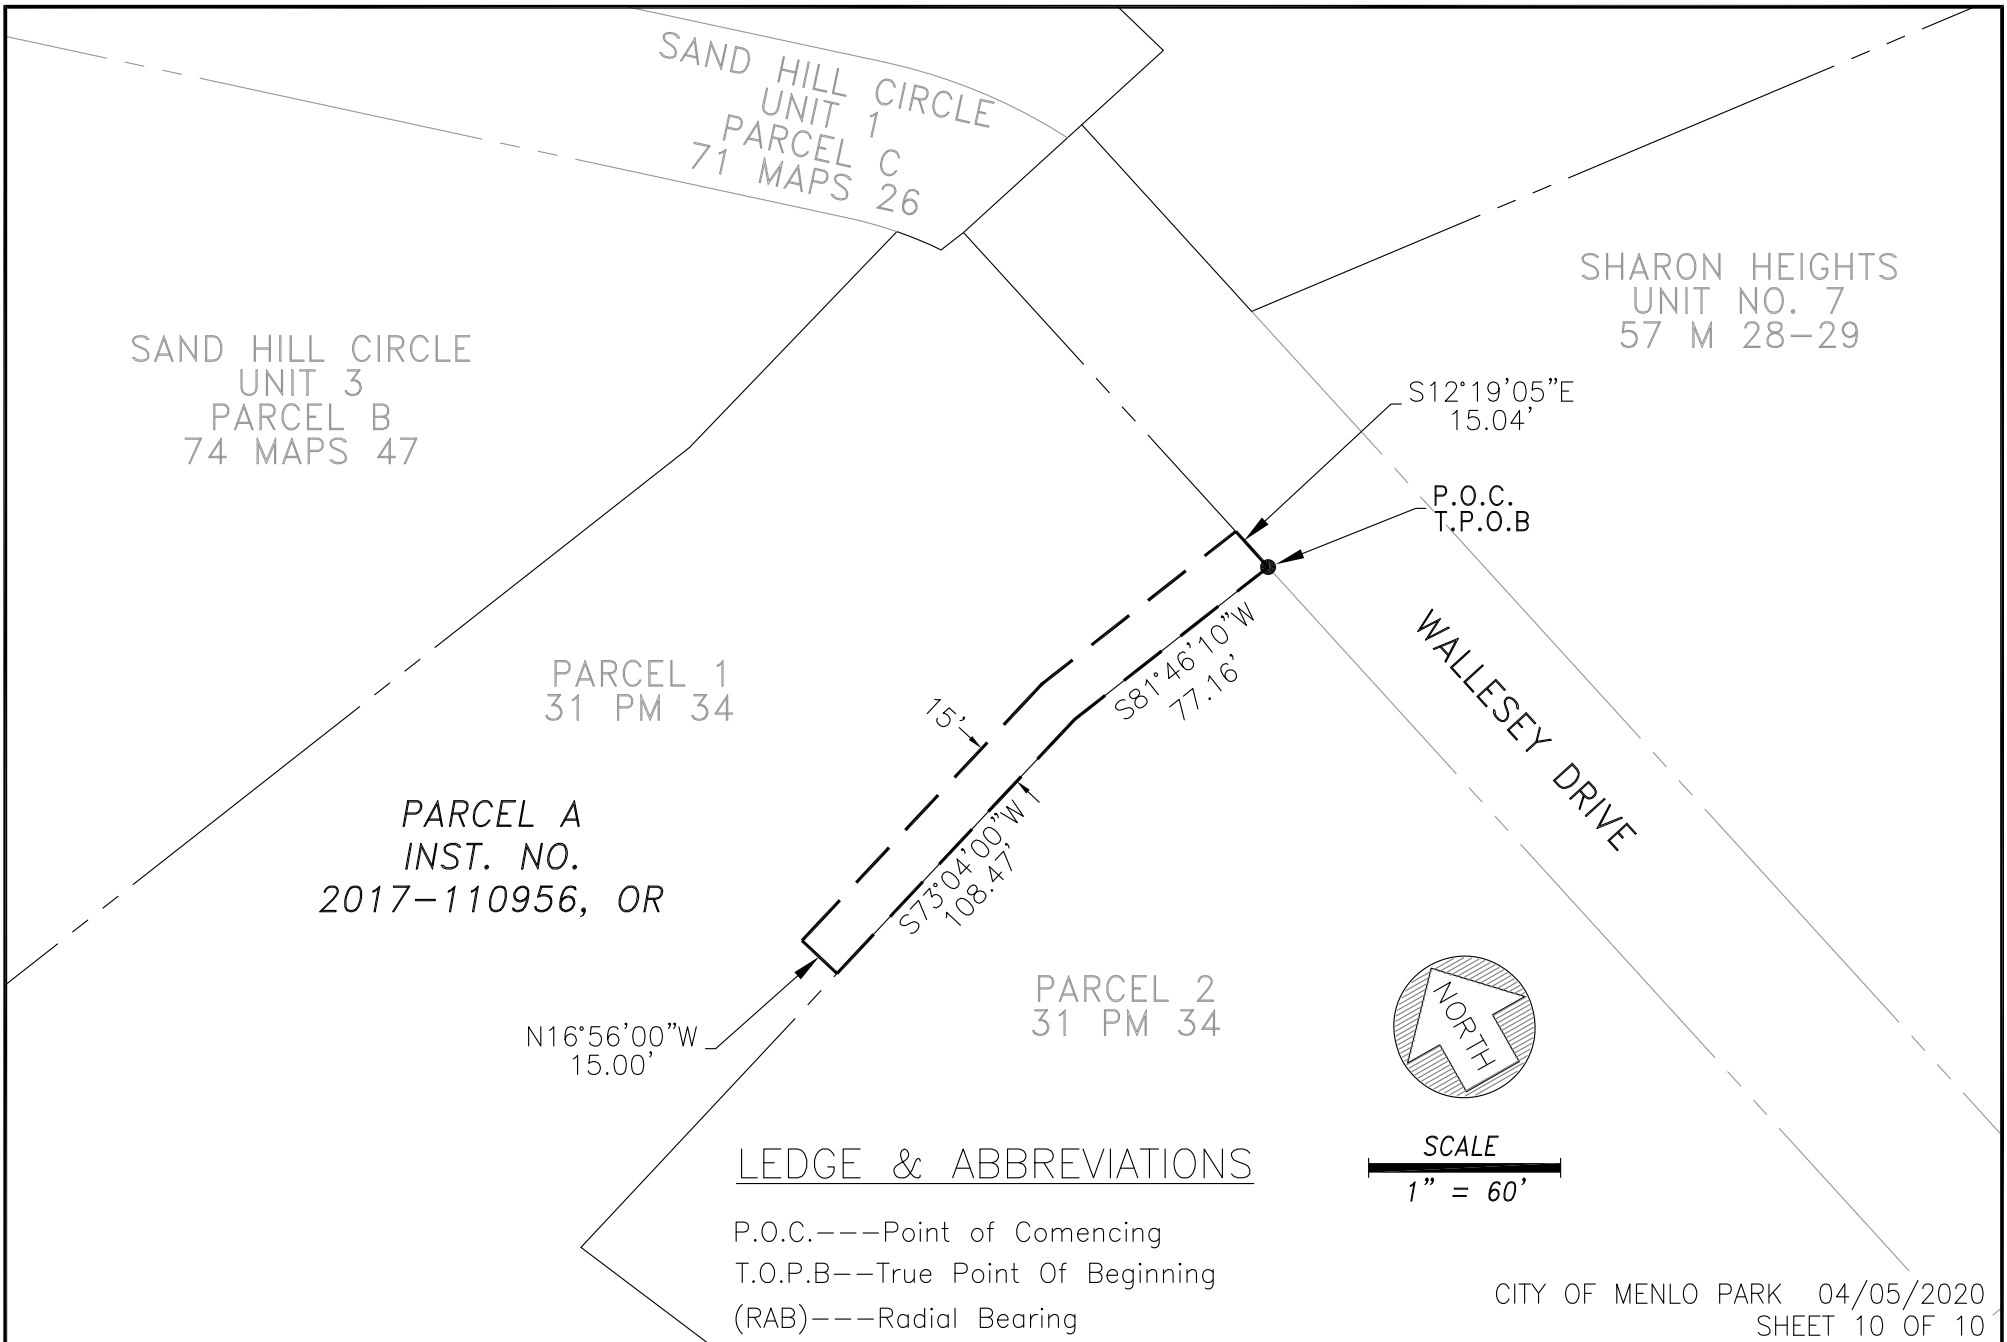 SAND HILL CIRCLE
UNIT 1
PARCEL C
71 MAPS 26
SHARON HEIGHTS
UNIT NO. 7
57 M 28-29
SAND HILL CIRCLE
UNIT 3
PARCEL B
74 MAPS 47
S12°19'05"E
15.04'
P.O.C.
T.P.O.B
S81°46'10"W
77.16'
WALLESEY DRIVE
PARCEL 1
31 PM 34
15'
PARCEL A
INST. NO.
2017-110956, OR
S73°04'00"W
108.47'
N16°56'00"W
15.00'
PARCEL 2
31 PM 34
NORTH
SCALE
1" = 60'
LEDGE & ABBREVIATIONS
P.O.C.---Point of Comencing
T.O.P.B--True Point Of Beginning
(RAB)---Radial Bearing
CITY OF MENLO PARK 04/05/2020
SHEET 10 OF 10